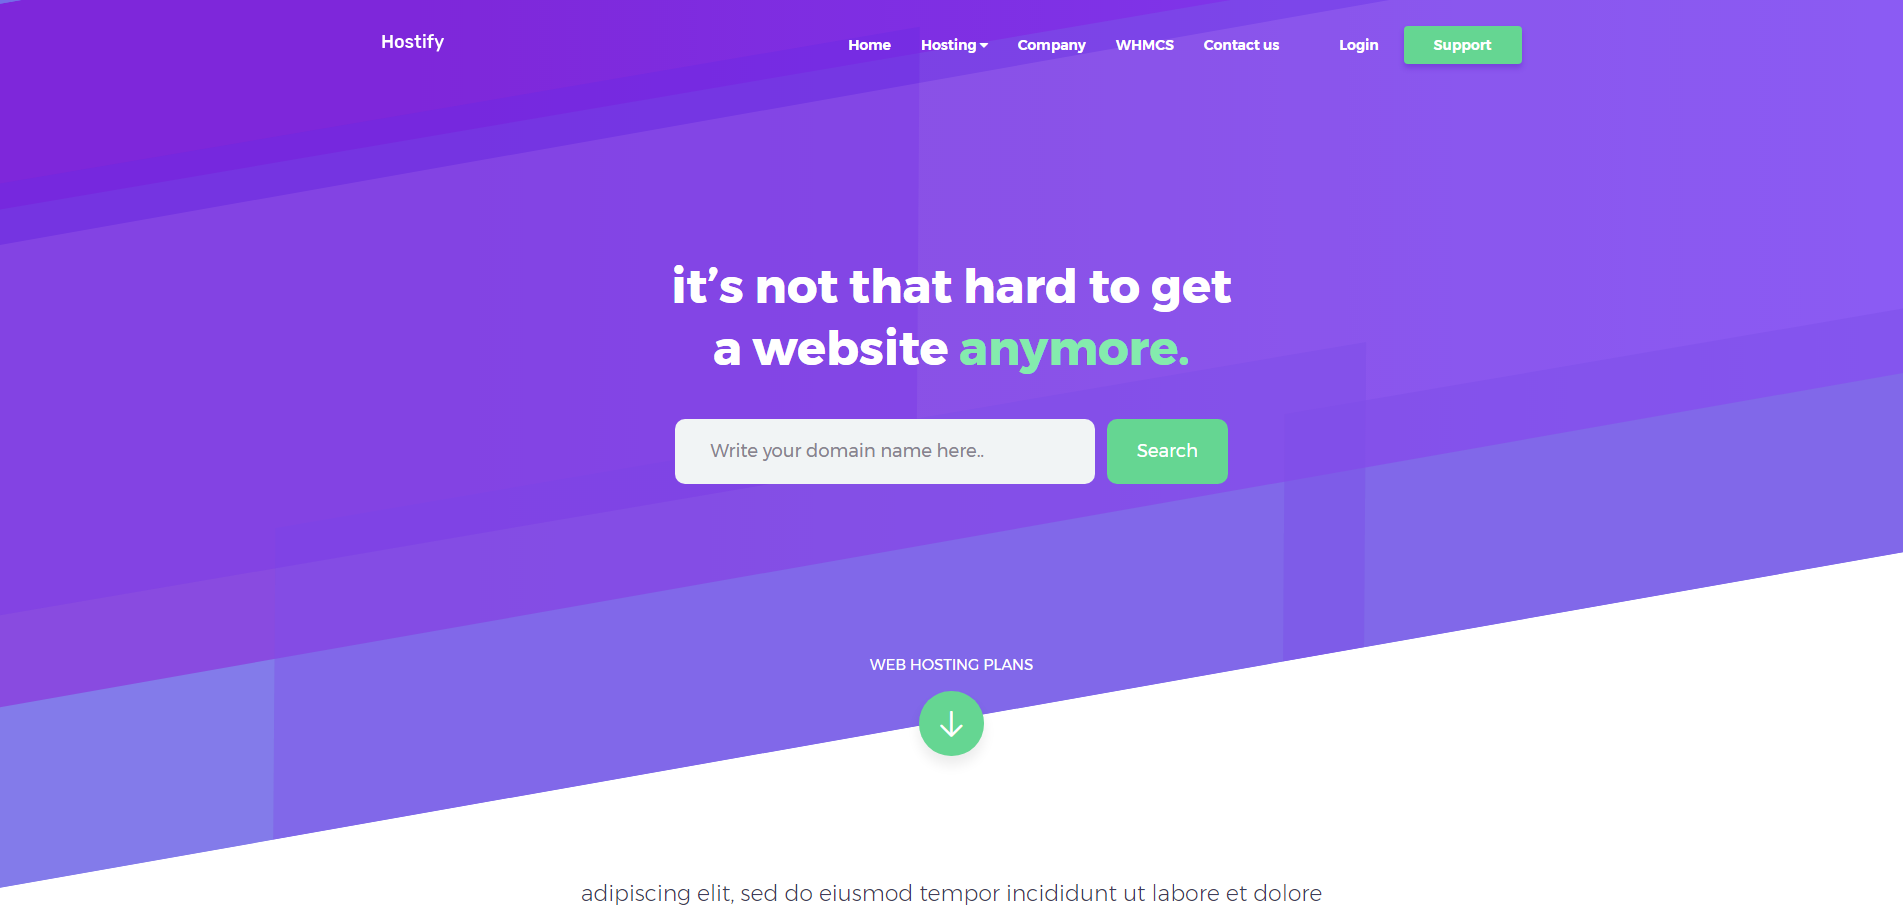 Hostify
Home Hosting Company WHMCS Contact us Login Support
it’s not that hard to get
a website anymore.
Write your domain name here..
Search
WEB HOSTING PLANS
adipiscing elit, sed do eiusmod tempor incididunt ut labore et dolore